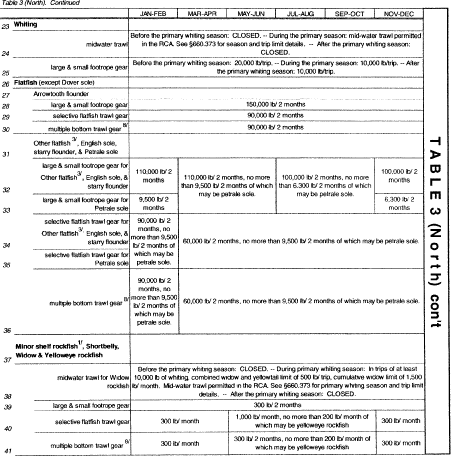 Table 3 (North). Continued
JAN-FEB MAR-APR MAY-JUN JUL-AUG SEP-OCT NOV-DEC
23 Whiting
24 midwater trawl Before the primary whiting season: CLOSED. -- During the primary season: mid-water trawl permitted
in the RCA. See §660.373 for season and trip limit details. -- After the primary whiting season:
CLOSED.
25 large & small footrope gear Before the primary whiting season: 20,000 lb/trip. -- During the primary season: 10,000 lb/trip. -- After
the primary whiting season: 10,000 lb/trip.
26 Flatfish (except Dover sole)
27 Arrowtooth flounder
28 large & small footrope gear 150,000 lb/ 2 months
29 selective flatfish trawl gear 90,000 lb/ 2 months
30 multiple bottom trawl gear 8/ 90,000 lb/ 2 months
31 Other flatfish 3/, English sole,
starry flounder, & Petrale sole
32 large & small footrope gear for
Other flatfish 3/, English sole, &
starry flounder
110,000 lb/ 2
months
110,000 lb/ 2 months, no more
than 9,500 lb/ 2 months of which
may be petrale sole.
100,000 lb/ 2 months, no more
than 6,300 lb/ 2 months of which
may be petrale sole.
100,000 lb/ 2
months
33 large & small footrope gear for
Petrale sole
9,500 lb/ 2
months
6,300 lb/ 2
months
34 selective flatfish trawl gear for
Other flatfish 3/, English sole, &
starry flounder
35 selective flatfish trawl gear for
Petrale sole
90,000 lb/ 2
months, no
more than 9,500
lb/ 2 months of
which may be
petrale sole.
60,000 lb/ 2 months, no more than 9,500 lb/ 2 months of which may be petrale sole.
36 multiple bottom trawl gear 8/
90,000 lb/ 2
months, no
more than 9,500
lb/ 2 months of
which may be
petrale sole.
60,000 lb/ 2 months, no more than 9,500 lb/ 2 months of which may be petrale sole.
37 Minor shelf rockfish 1/, Shortbelly,
Widow & Yelloweye rockfish
38 midwater trawl for Widow
rockfish
Before the primary whiting season: CLOSED. -- During primary whiting season: In trips of at least
10,000 lb of whiting, combined widow and yellowtail limit of 500 lb/ trip, cumulative widow limit of 1,500
lb/ month. Mid-water trawl permitted in the RCA. See §660.373 for primary whiting season and trip limit
details. -- After the primary whiting season: CLOSED.
39 large & small footrope gear 300 lb/ 2 months
40 selective flatfish trawl gear 300 lb/ month
1,000 lb/ month, no more than 200 lb/ month of
which may be yelloweye rockfish
300 lb/ month
41 multiple bottom trawl gear 8/ 300 lb/ month
300 lb/ 2 months, no more than 200 lb/ month of
which may be yelloweye rockfish
300 lb/ month
TABLE 3 (North) con't